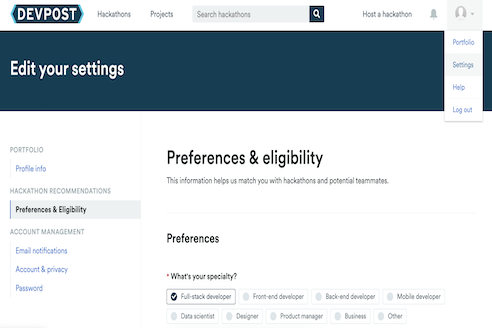 DEVPOST Hackathons Projects Search hackathons Host a hackathon
Portfolio
Settings
Help
Log out
Edit your settings
PORTFOLIO
Profile info
HACKATHON RECOMMENDATIONS
Preferences & Eligibility
ACCOUNT MANAGEMENT
Email notifications
Account & privacy
Password
Preferences & eligibility
This information helps us match you with hackathons and potential teammates.
Preferences
* What's your specialty?
Full-stack developer Front-end developer Back-end developer Mobile developer
Data scientist Designer Product manager Business Other